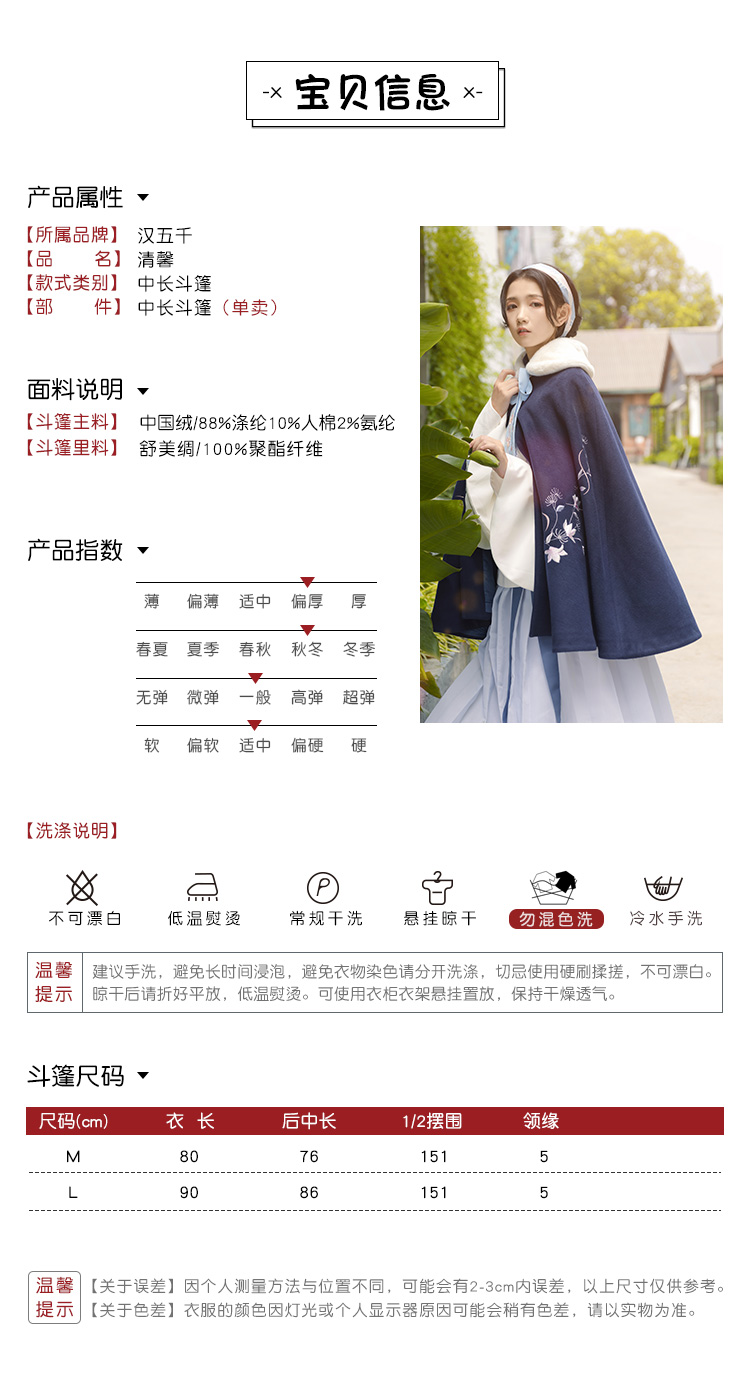 -x 宝贝信息 x-
产品属性
【所属品牌】 汉五千
【品 名】 清馨
【款式类别】 中长斗篷
【部 件】 中长斗篷（单卖）
面料说明
【斗篷主料】 中国绒/88%涤纶10%人棉2%氨纶
【斗篷里料】 舒美绸/100%聚酯纤维
产品指数
薄 偏薄 适中 偏厚 厚
春夏 夏季 春秋 秋冬 冬季
无弹 微弹 一般 高弹 超弹
软 偏软 适中 偏硬 硬
【洗涤说明】
P
不可漂白 低温熨烫 常规干洗 悬挂晾干 勿混色洗 冷水手洗
温馨 建议手洗，避免长时间浸泡，避免衣物染色请分开洗涤，切忌使用硬刷揉搓，不可漂白。
提示 晾干后请折好平放，低温熨烫。可使用衣柜衣架悬挂置放，保持干燥透气。
斗篷尺码
尺码(cm) 衣 长 后中长 1/2摆围 领缘
M 80 76 151 5
L 90 86 151 5
温馨 【关于误差】因个人测量方法与位置不同，可能会有2-3cm内误差，以上尺寸仅供参考。
提示 【关于色差】衣服的颜色因灯光或个人显示器原因可能会稍有色差，请以实物为准。